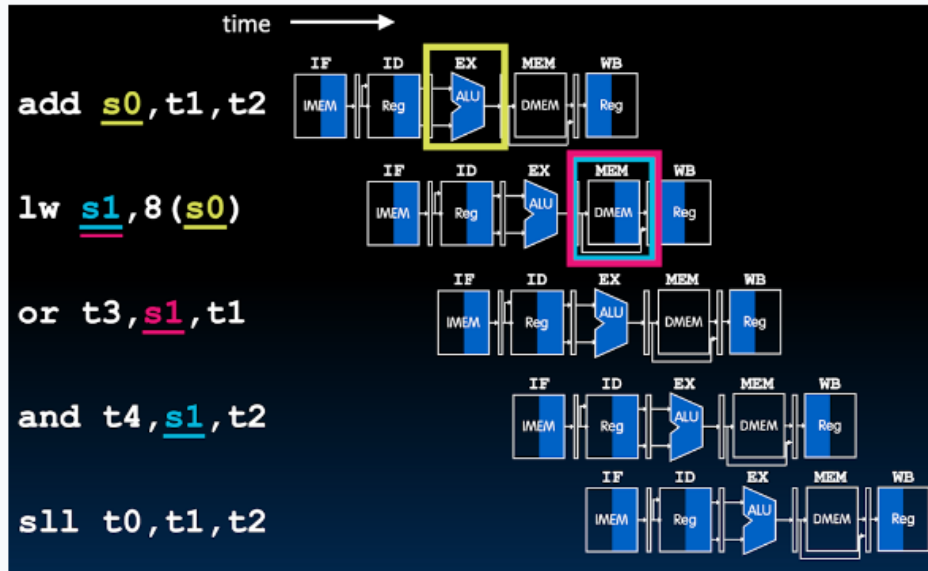 time
IF ID EX MEM WB
add s0,t1,t2 IMEM Reg ALU DMEM Reg
IF ID EX MEM WB
lw s1,8(s0) IMEM Reg ALU DMEM Reg
IF ID EX MEM WB
or t3,s1,t1 IMEM Reg ALU DMEM Reg
IF ID EX MEM WB
and t4,s1,t2 IMEM Reg ALU DMEM Reg
IF ID EX MEM WB
sll t0,t1,t2 IMEM Reg ALU DMEM Reg